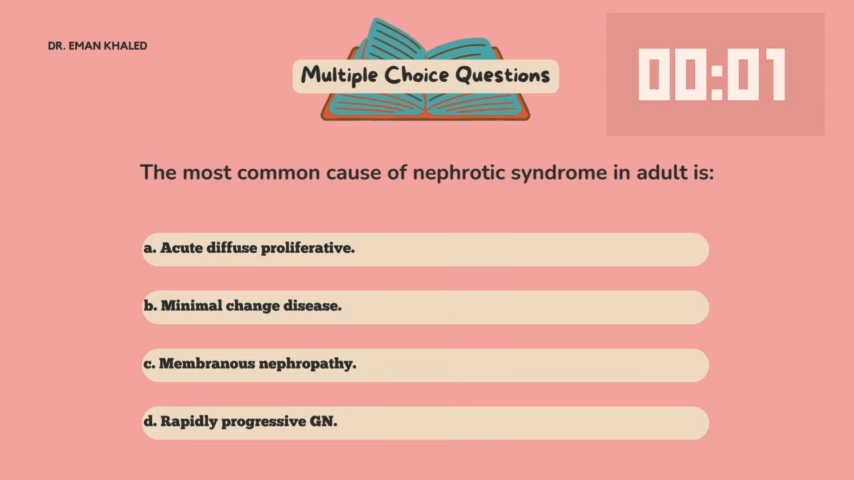 DR. EMAN KHALED
Multiple Choice Questions
00:01
The most common cause of nephrotic syndrome in adult is:
a. Acute diffuse proliferative.
b. Minimal change disease.
c. Membranous nephropathy.
d. Rapidly progressive GN.